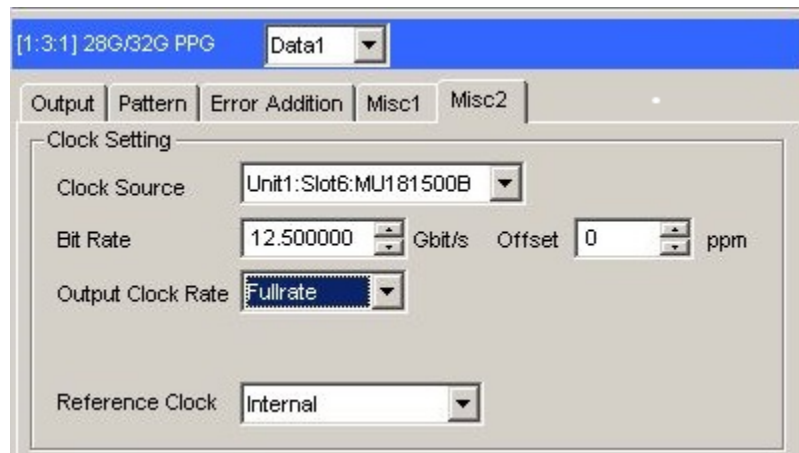 [1:3:1] 28G/32G PPG Data1
Output Pattern Error Addition Misc1 Misc2
Clock Setting
Clock Source Unit1:Slot6:MU181500B
Bit Rate 12.500000 Gbit/s Offset 0 ppm
Output Clock Rate Fullrate
Reference Clock Internal